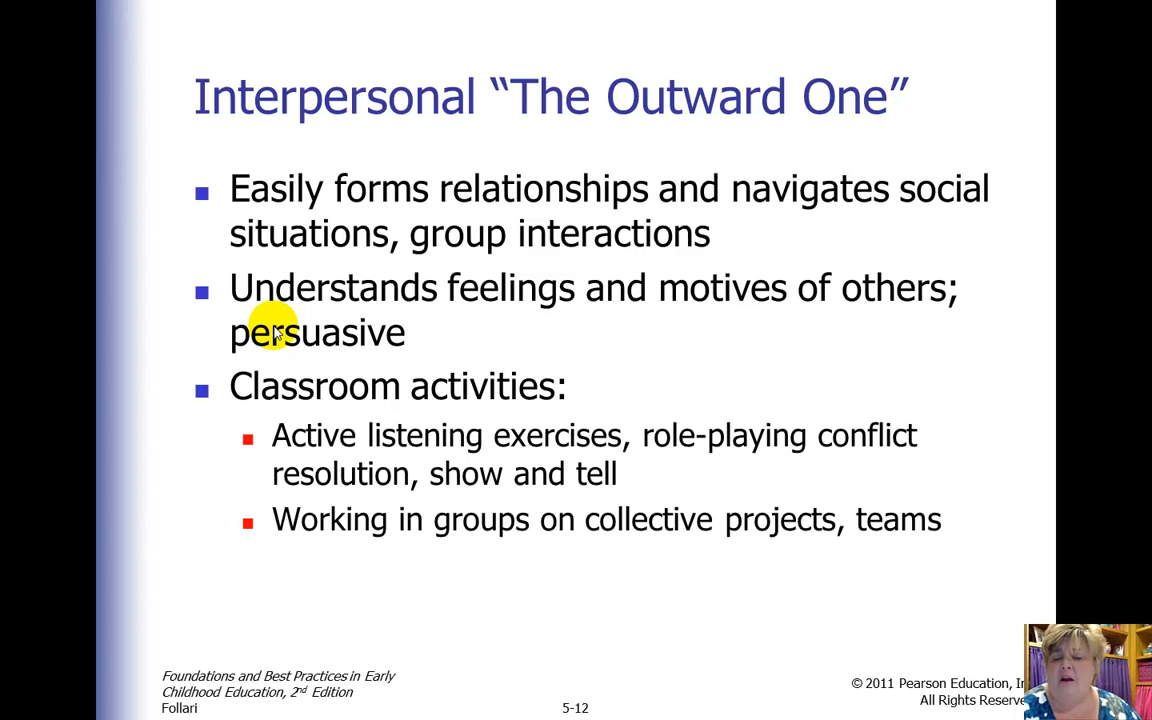 Interpersonal “The Outward One”
Easily forms relationships and navigates social
situations, group interactions
Understands feelings and motives of others;
persuasive
Classroom activities:
Active listening exercises, role-playing conflict
resolution, show and tell
Working in groups on collective projects, teams
Foundations and Best Practices in Early
Childhood Education, 2nd Edition
Follari
5-12
© 2011 Pearson Education,
All Rights